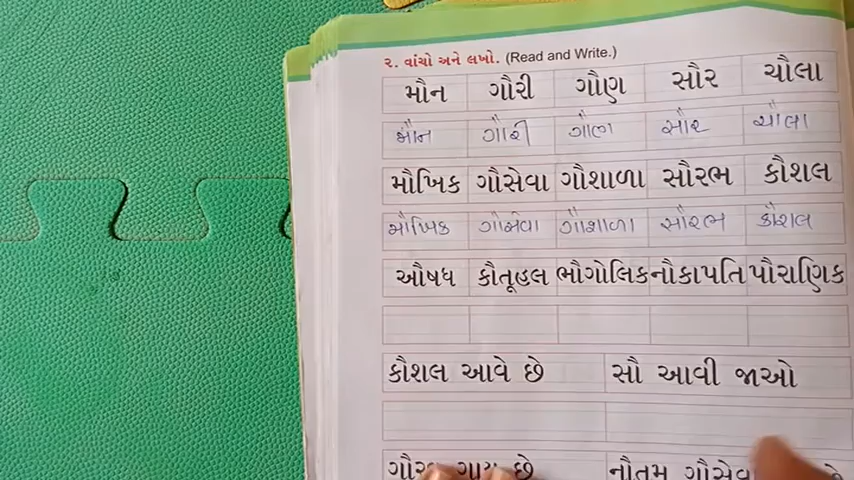 ૨. વાંચો અને લખો. (Read and Write.)
મૌન ગૌરી ગૌણ સૌર ચૌલા
મૌન ગૌરી ગૌણ સૌર ચૌલા
મૌખિક ગૌસેવા ગૌશાળા સૌરભ કૌશલ
મૌખિક ગૌસેવા ગૌશાળા સૌરભ કૌશલ
ઔષધ કૌતૂહલ ભૌગોલિક નૌકાપતિ પૌરાણિક
કૌશલ આવે છે સૌ આવી જાઓ
છે નૌતમ